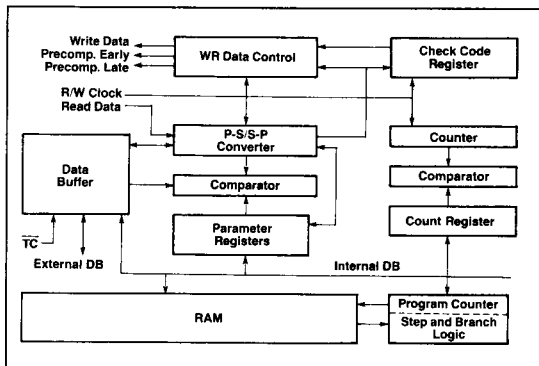 Write Data
Precomp. Early
Precomp. Late
WR Data Control
Check Code
Register
R/W Clock
Read Data
P-S/S-P
Converter
Counter
Data
Buffer
Comparator
Comparator
Parameter
Registers
Count Register
TC
External DB
Internal DB
RAM
Program Counter
Step and Branch
Logic